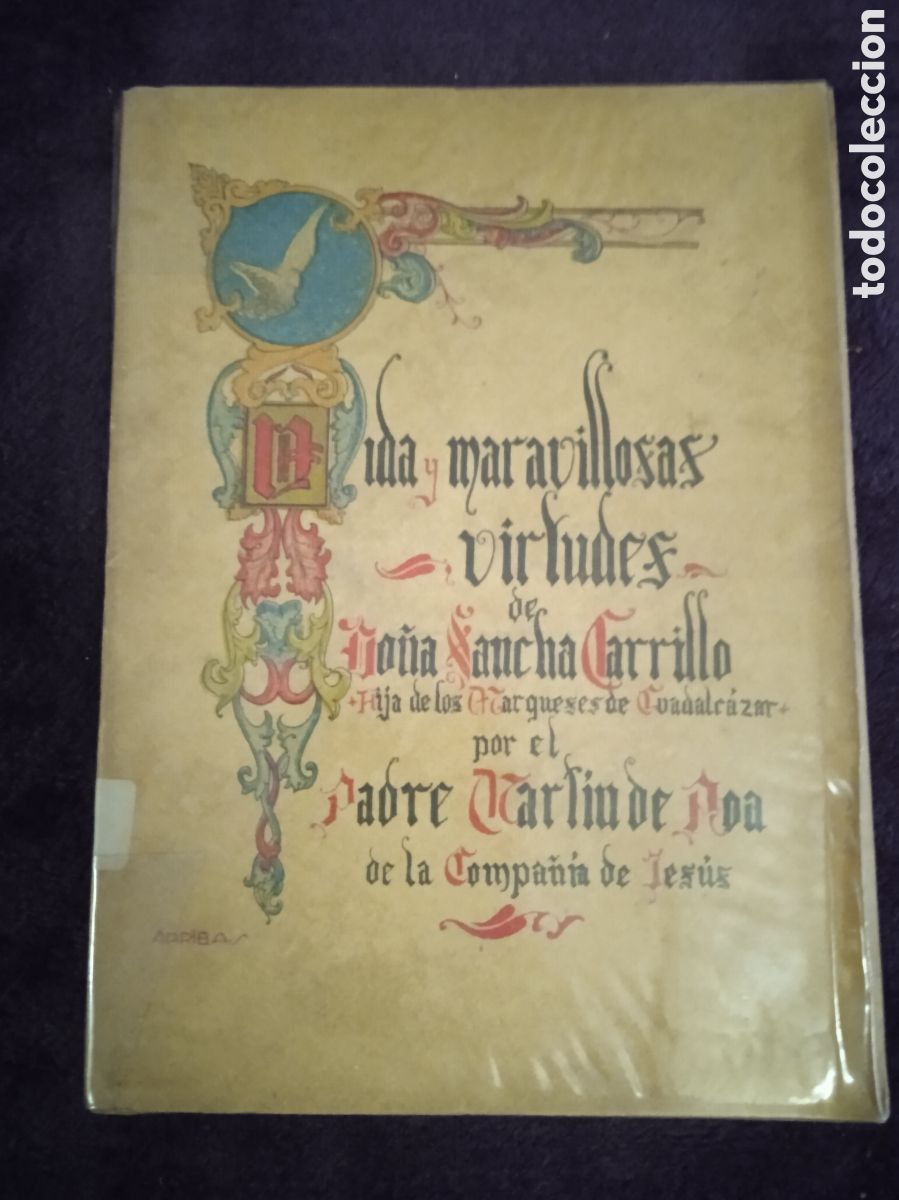 Vida y maravillosas
virtudes
de
Doña Sancha Carrillo
Hija de los Marqueses de Guadalcázar
por el
Padre Martín de Roa
de la Compañía de Jesús
ARRIBAS
todocoleccion